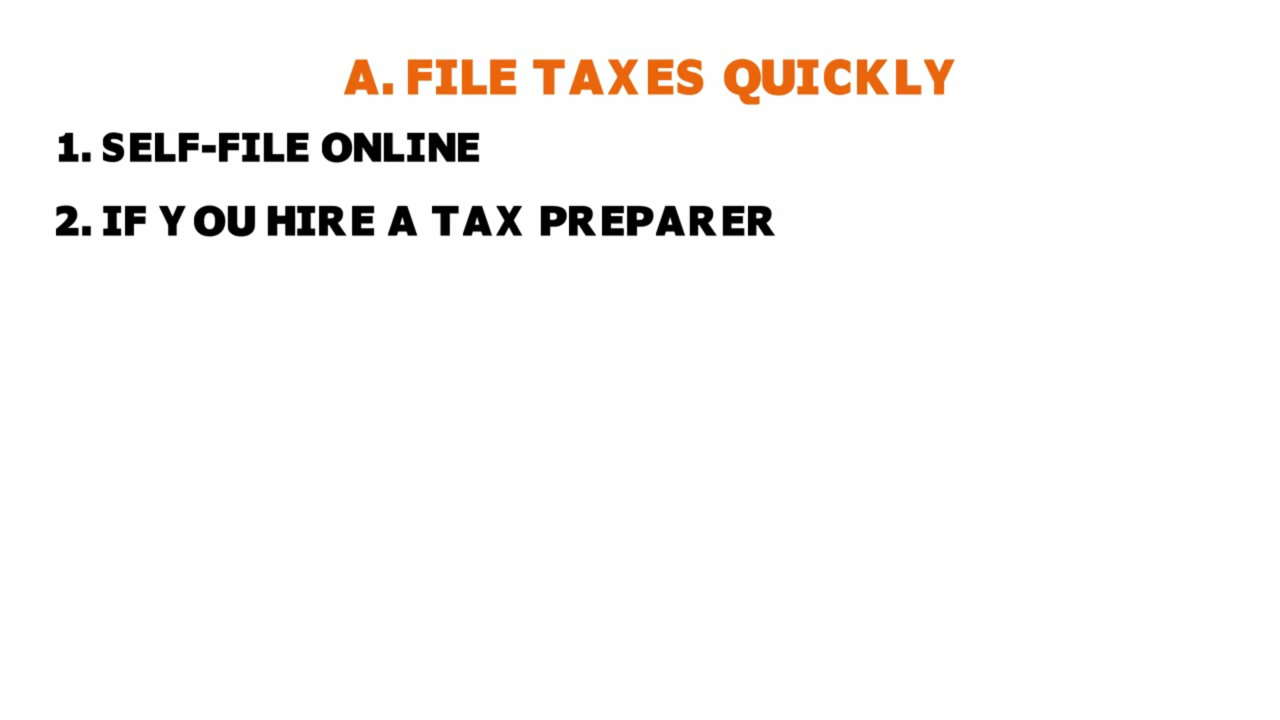 A. FILE TAXES QUICKLY
1. SELF-FILE ONLINE
2. IF YOU HIRE A TAX PREPARER